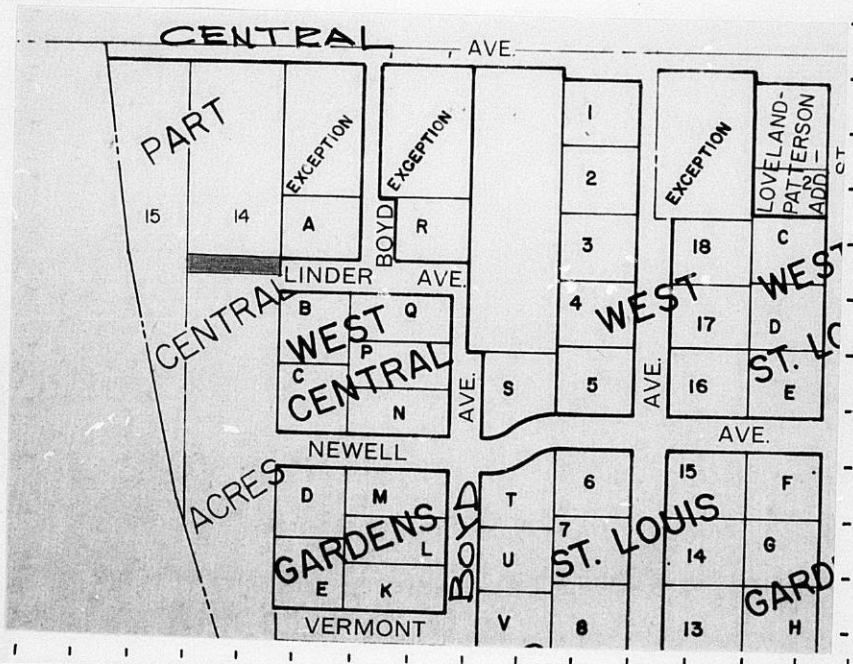 CENTRAL AVE.
PART
15
14
EXCEPTION
A
EXCEPTION
BOYD
R
LINDER AVE.
1
2
3
4
5
EXCEPTION
LOVELAND-
PATTERSON
ADD-
2
ST
18
17
16
C
D
E
CENTRAL
ACRES
B
Q
WEST
P
C
CENTRAL
N
AVE.
S
WEST
AVE.
WEST
ST. LO
NEWELL
AVE.
D
M
GARDENS
L
E
K
BOYD
T
U
V
6
7
8
ST. LOUIS
15
14
13
F
G
GARD
H
VERMONT